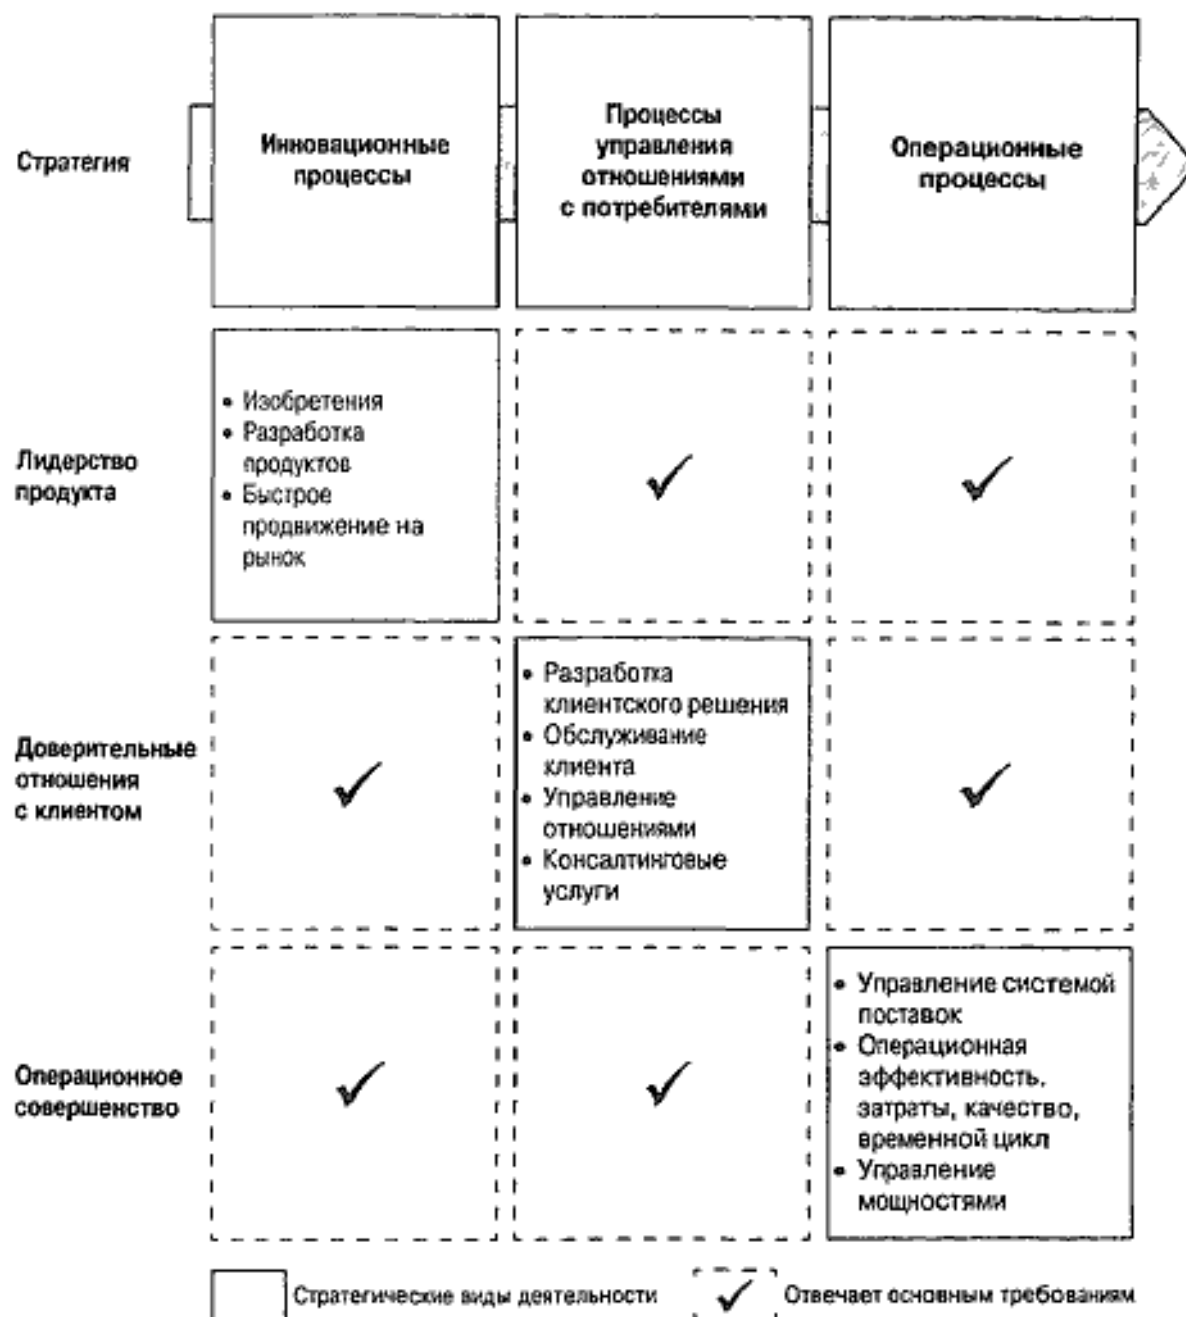 Стратегия
Инновационные
процессы
Процессы
управления
отношениями
с потребителями
Операционные
процессы
Лидерство
продукта
• Изобретения
• Разработка
продуктов
• Быстрое
продвижение на
рынок
Доверительные
отношения
с клиентом
• Разработка
клиентского решения
• Обслуживание
клиента
• Управление
отношениями
• Консалтинговые
услуги
Операционное
совершенство
• Управление системой
поставок
• Операционная
эффективность.
затраты, качество,
временной цикл
• Управление
мощностями
Стратегические виды деятельности
Отвечает основным требованиям